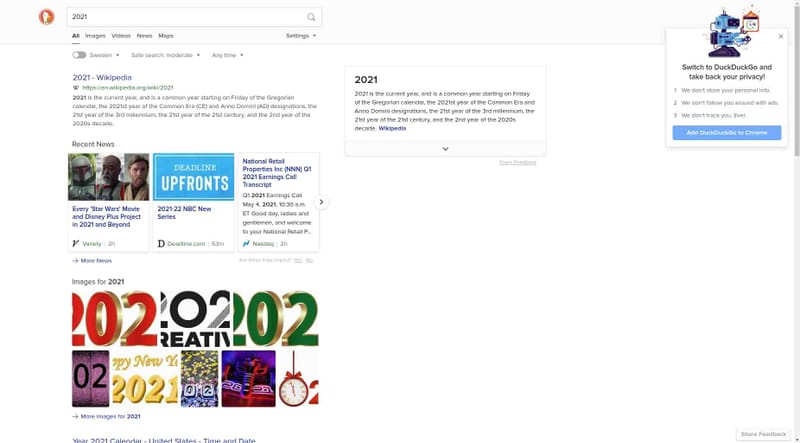 2021
All Images Videos News Maps
Settings
Sweden
Safe search: moderate
Any time
2021 - Wikipedia
W https://en.wikipedia.org/wiki/2021
2021 is the current year, and is a common year starting on Friday of the Gregorian
calendar, the 2021st year of the Common Era (CE) and Anno Domini (AD) designations, the
21st year of the 3rd millennium, the 21st year of the 21st century, and the 2nd year of the 2020s
decade.
Recent News
Every 'Star Wars' Movie
and Disney Plus Project
in 2021 and Beyond
Variety | 2h
DEADLINE
UPFRONTS
2021-22 NBC New
Series
Deadline.com | 53m
National Retail
Properties Inc (NNN) Q1
2021 Earnings Call
Transcript
Q1 2021 Earnings Call
May 4, 2021, 10:30 a.m.
ET Good day, ladies and
gentlemen, and welcome
to your National Retail P...
Nasdaq | 2h
→ More News
Are these links helpful? Yes No
Images for 2021
202
202
REATIV
202
02
ppy New Ye
2021
→ More Images for 2021
Year 2021 Calendar - United States - Time and Date
2021
2021 is the current year, and is a common year starting on Friday
of the Gregorian calendar, the 2021st year of the Common Era and
Anno Domini designations, the 21st year of the 3rd millennium, the
21st year of the 21st century, and the 2nd year of the 2020s
decade. Wikipedia
Share Feedback
Switch to DuckDuckGo and
take back your privacy!
1 We don't store your personal info.
2 We don't follow you around with ads.
3 We don't track you. Ever.
Add DuckDuckGo to Chrome
Share Feedback